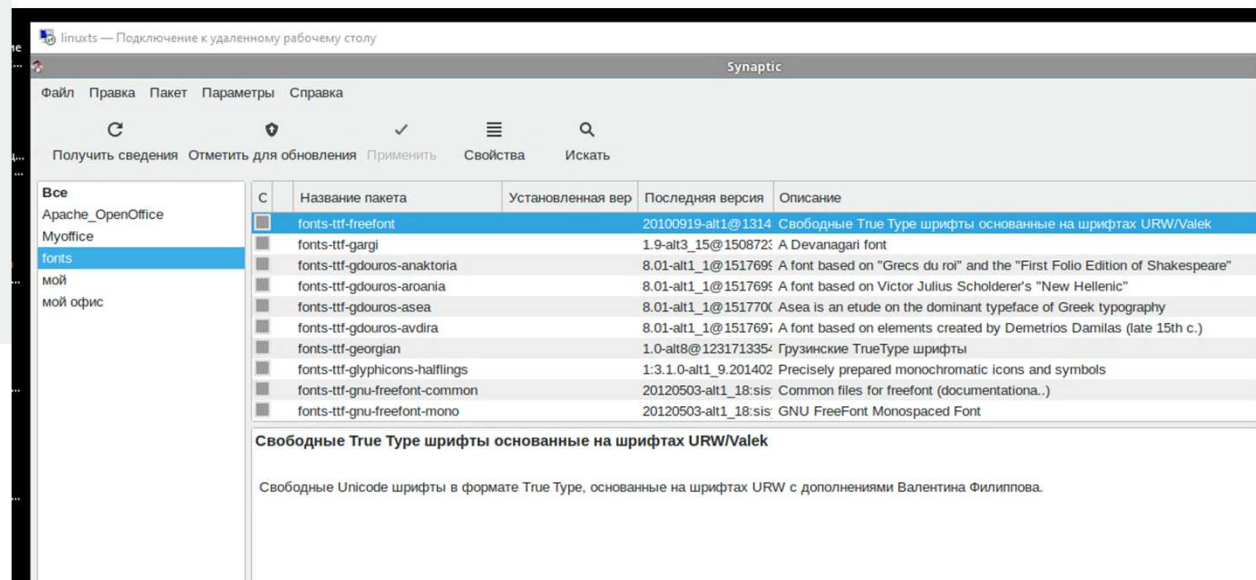 linuxts — Подключение к удаленному рабочему столу
Synaptic
Файл Правка Пакет Параметры Справка
Получить сведения Отметить для обновления Применить Свойства Искать
Все
Apache_OpenOffice
Myoffice
fonts
мой
мой офис
С Название пакета Установленная вер Последняя версия Описание
fonts-ttf-freefont 20100919-alt1@1314 Свободные True Type шрифты основанные на шрифтах URW/Valek
fonts-ttf-gargi 1.9-alt3_15@150872 A Devanagari font
fonts-ttf-gdouros-anaktoria 8.01-alt1_1@151769 A font based on "Grecs du roi" and the "First Folio Edition of Shakespeare"
fonts-ttf-gdouros-aroania 8.01-alt1_1@151769 A font based on Victor Julius Scholderer's "New Hellenic"
fonts-ttf-gdouros-asea 8.01-alt1_1@151770 Asea is an etude on the dominant typeface of Greek typography
fonts-ttf-gdouros-avdira 8.01-alt1_1@151769 A font based on elements created by Demetrios Damilas (late 15th c.)
fonts-ttf-georgian 1.0-alt8@123171335 Грузинские TrueType шрифты
fonts-ttf-glyphicons-halflings 1:3.1.0-alt1_9.201402 Precisely prepared monochromatic icons and symbols
fonts-ttf-gnu-freefont-common 20120503-alt1_18:sis Common files for freefont (documentationa..)
fonts-ttf-gnu-freefont-mono 20120503-alt1_18:sis GNU FreeFont Monospaced Font
Свободные True Type шрифты основанные на шрифтах URW/Valek
Свободные Unicode шрифты в формате True Type, основанные на шрифтах URW с дополнениями Валентина Филиппова.